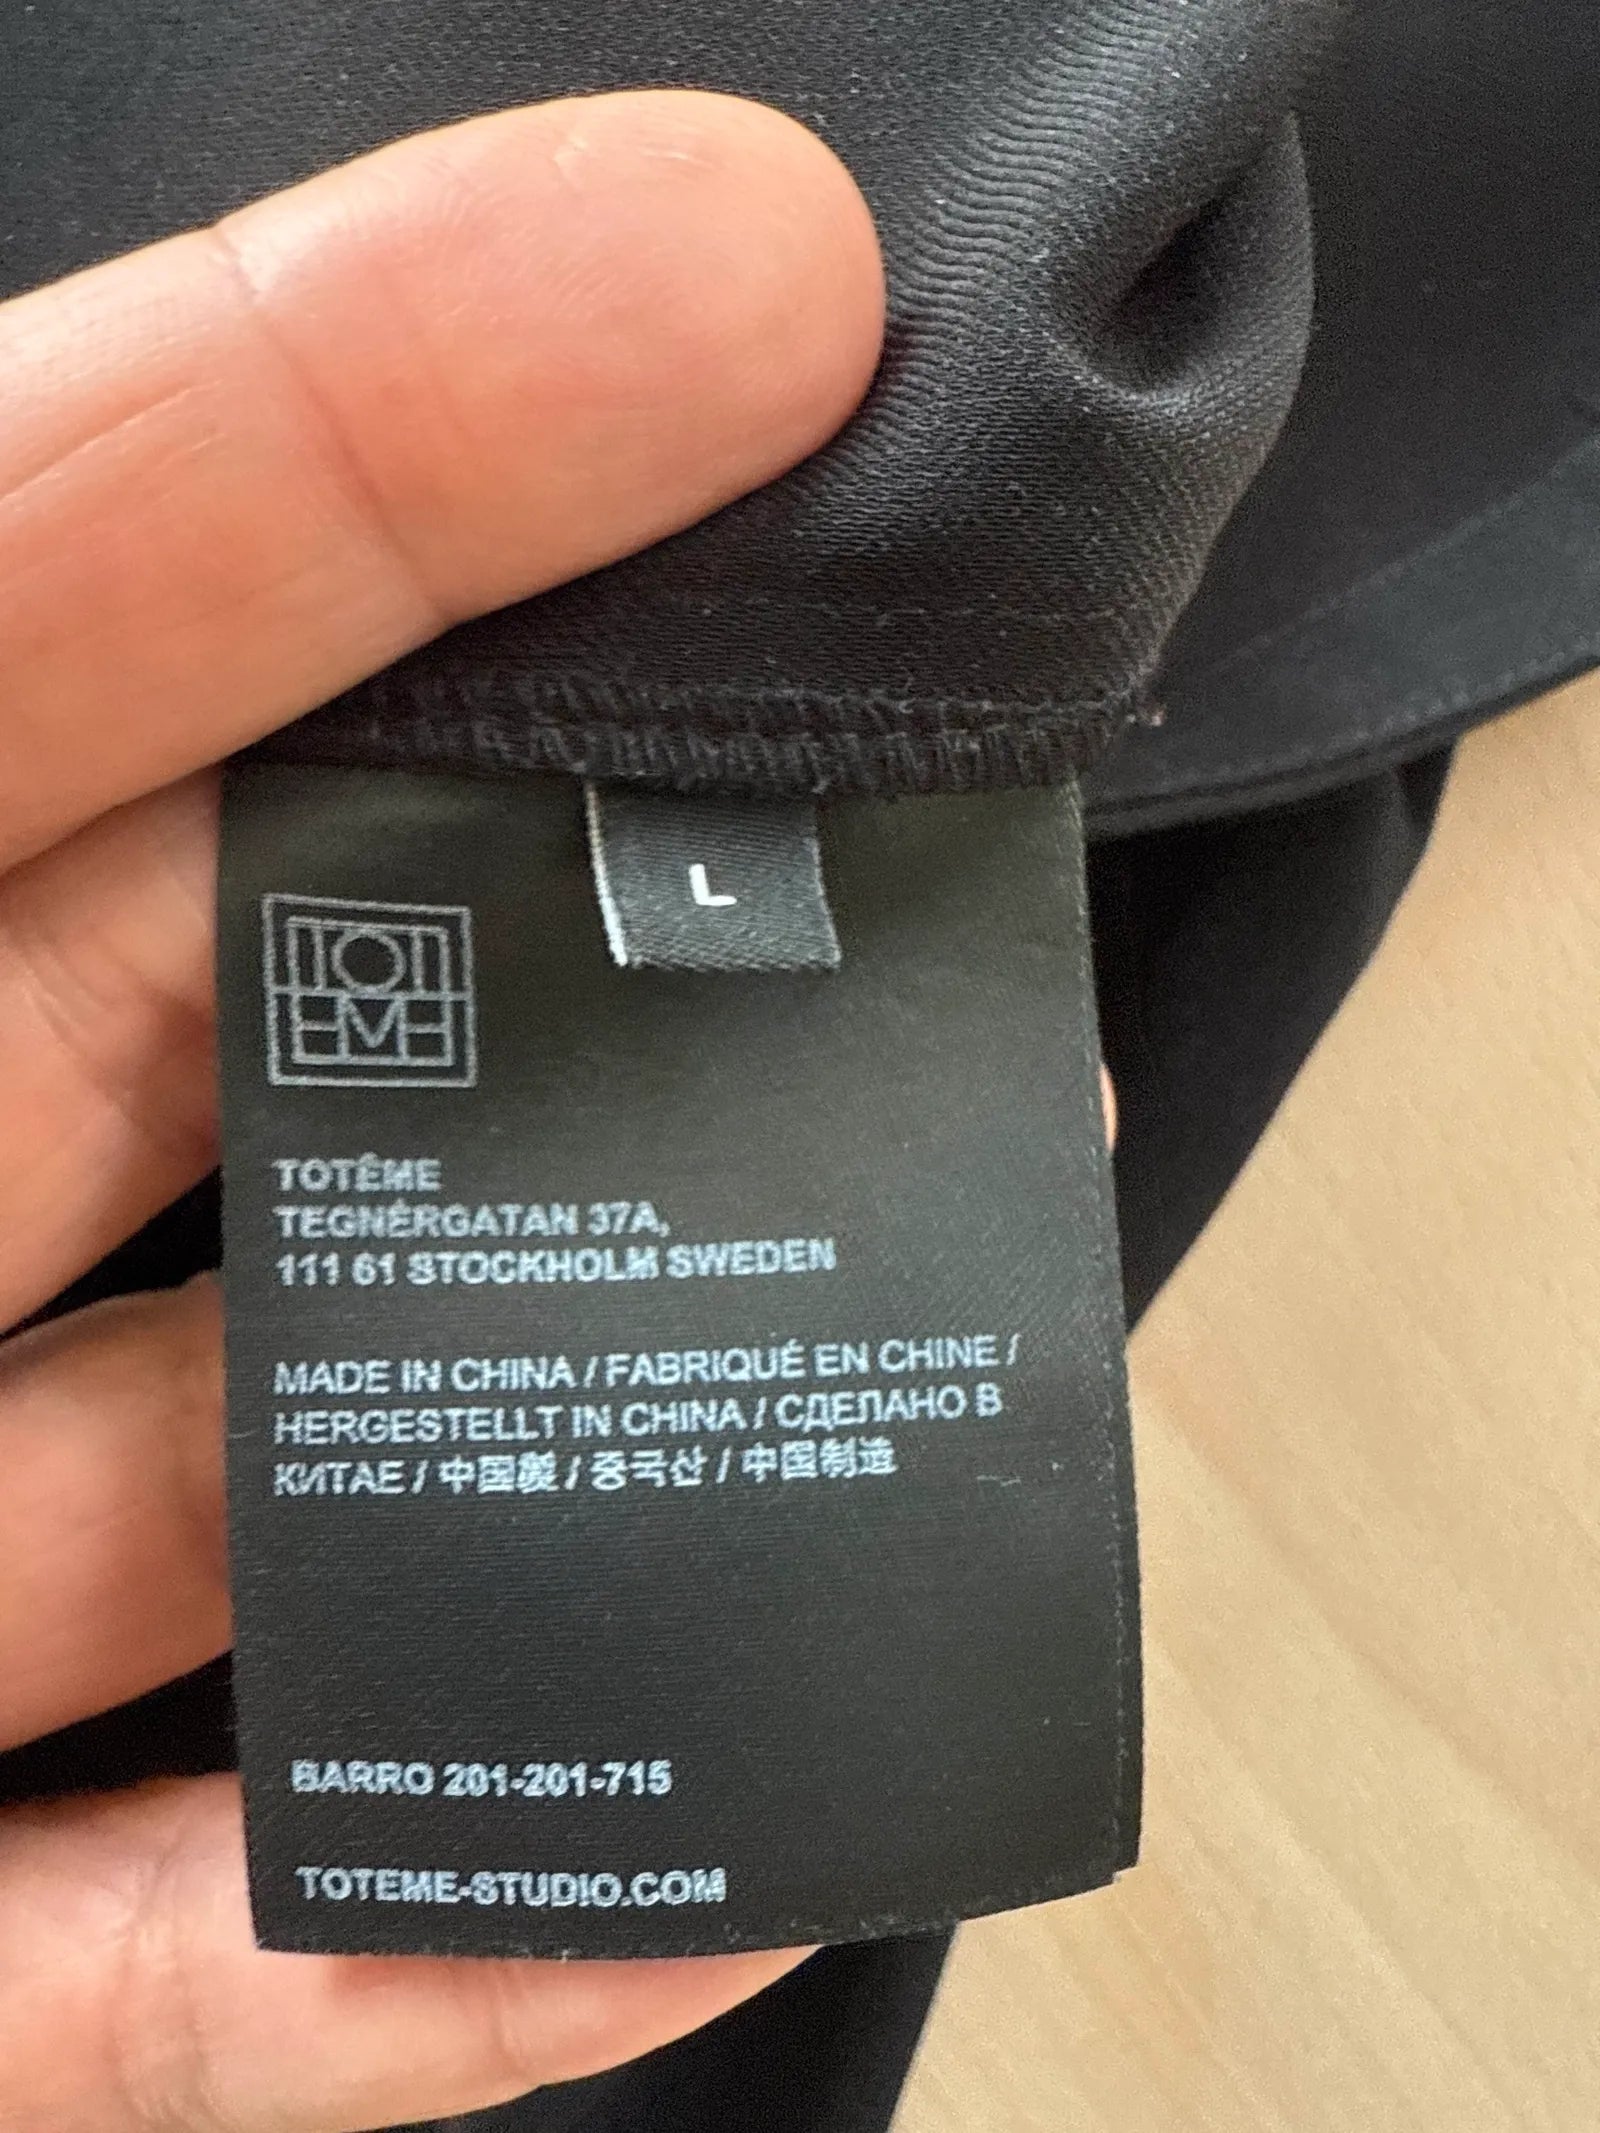 L
TOTEME
TOTÊME
TEGNÉRGATAN 37A,
111 61 STOCKHOLM SWEDEN
MADE IN CHINA / FABRIQUÉ EN CHINE /
HERGESTELLT IN CHINA / СДЕЛАНО В
КИТАЕ / 中国製 / 중국산 / 中国制造
BARRO 201-201-715
TOTEME-STUDIO.COM